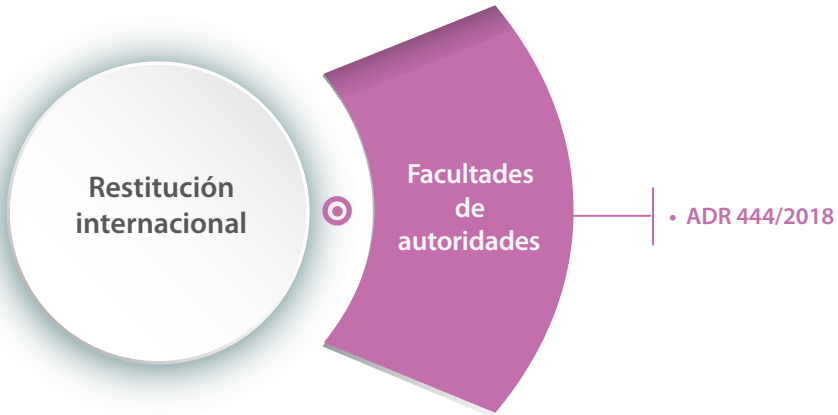 Restitución
internacional
Facultades
de
autoridades
• ADR 444/2018